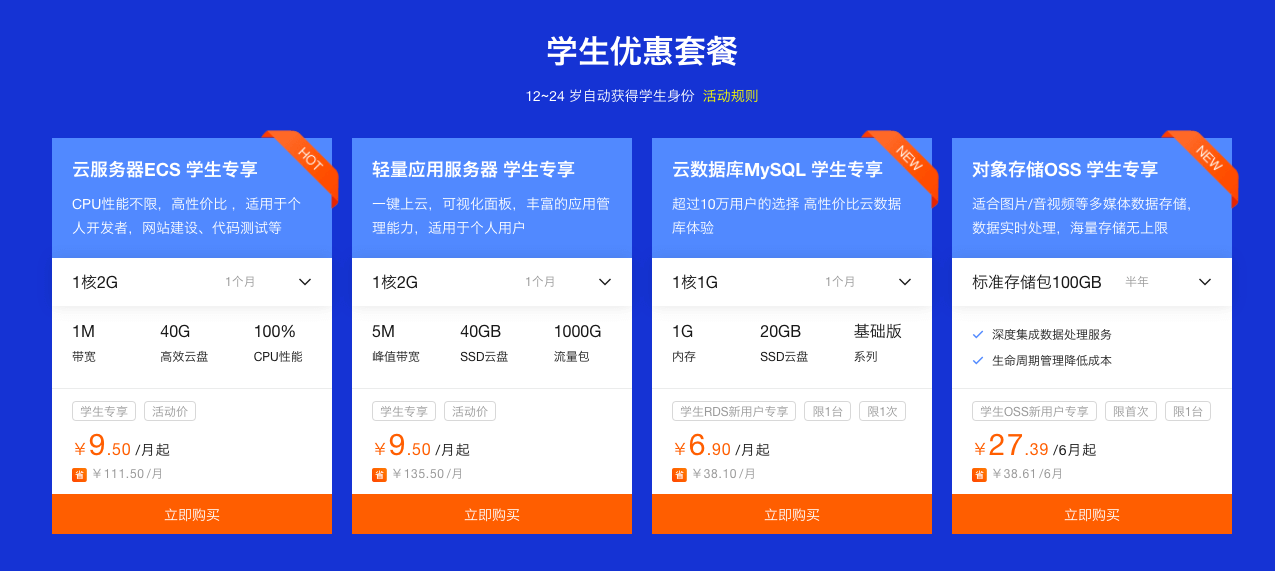 学生优惠套餐
12~24 岁自动获得学生身份 活动规则
云服务器ECS 学生专享
HOT
CPU性能不限，高性价比 ，适用于个
人开发者，网站建设、代码测试等
1核2G 1个月
1M 40G 100%
带宽 高效云盘 CPU性能
学生专享 活动价
￥9.50 /月起
省 ￥111.50 /月
立即购买
轻量应用服务器 学生专享
一键上云，可视化面板，丰富的应用管
理能力，适用于个人用户
1核2G 1个月
5M 40GB 1000G
峰值带宽 SSD云盘 流量包
学生专享 活动价
￥9.50 /月起
省 ￥135.50 /月
立即购买
云数据库MySQL 学生专享
NEW
超过10万用户的选择 高性价比云数据
库体验
1核1G 1个月
1G 20GB 基础版
内存 SSD云盘 系列
学生RDS新用户专享 限1台 限1次
￥6.90 /月起
省 ￥38.10 /月
立即购买
对象存储OSS 学生专享
NEW
适合图片/音视频等多媒体数据存储，
数据实时处理，海量存储无上限
标准存储包100GB 半年
深度集成数据处理服务
生命周期管理降低成本
学生OSS新用户专享 限首次 限1台
￥27.39 /6月起
省 ￥38.61 /6月
立即购买